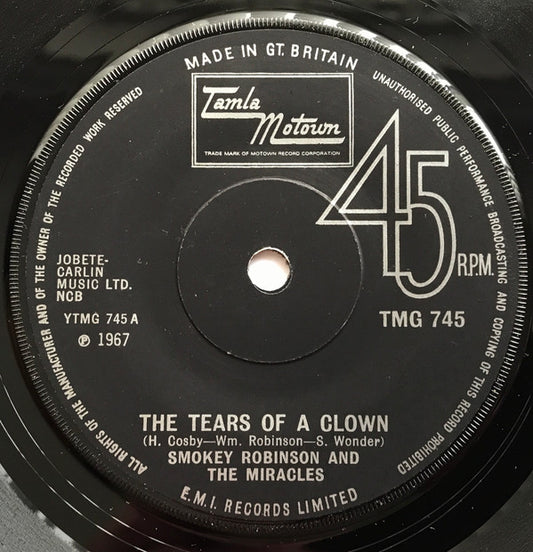 MADE IN GT. BRITAIN
Tamla
Motown
TRADE MARK OF MOTOWN RECORD CORPORATION
45
R.P.M.
JOBETE-
CARLIN
MUSIC LTD.
NCB
YTMG 745 A
℗ 1967
TMG 745
THE TEARS OF A CLOWN
(H. Cosby—Wm. Robinson—S. Wonder)
SMOKEY ROBINSON AND
THE MIRACLES
E.M.I. RECORDS LIMITED
ALL RIGHTS OF THE MANUFACTURER AND OF THE OWNER OF THE RECORDED WORK RESERVED
UNAUTHORISED PUBLIC PERFORMANCE BROADCASTING AND COPYING OF THIS RECORD PROHIBITED